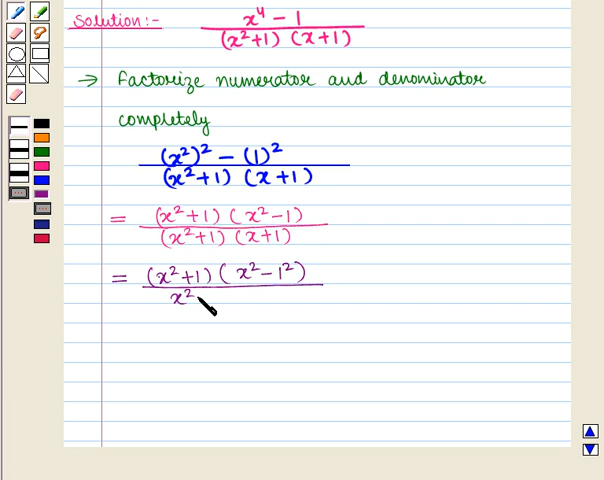 Solution:- x⁴ - 1 / (x²+1) (x+1)
→ Factorize numerator and denominator
completely
(x²)² - (1)² / (x²+1) (x+1)
= (x²+1) (x²-1) / (x²+1) (x+1)
= (x²+1) (x²-1²) / x²